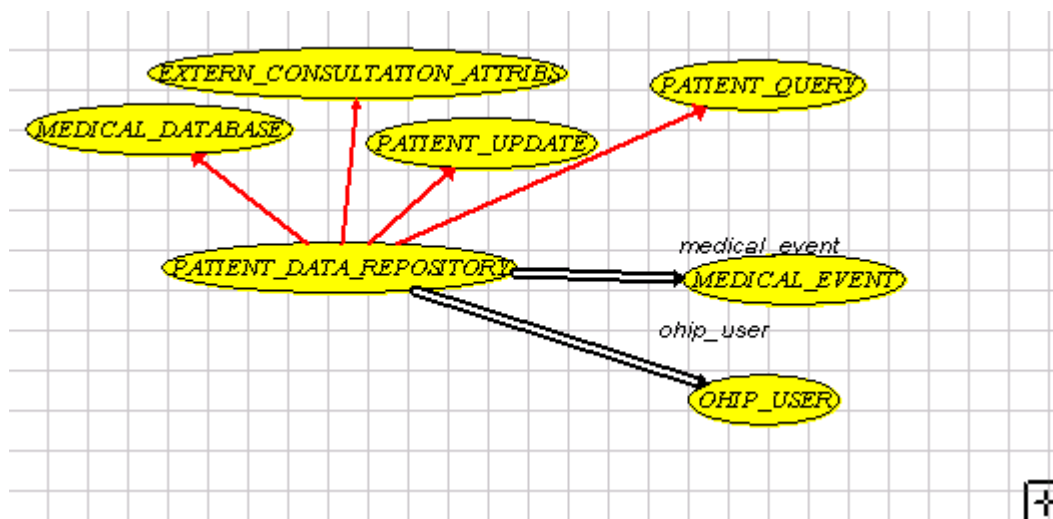 EXTERN_CONSULTATION_ATTRIBS
PATIENT_QUERY
MEDICAL_DATABASE
PATIENT_UPDATE
medical_event
PATIENT_DATA_REPOSITORY
MEDICAL_EVENT
ohip_user
OHIP_USER